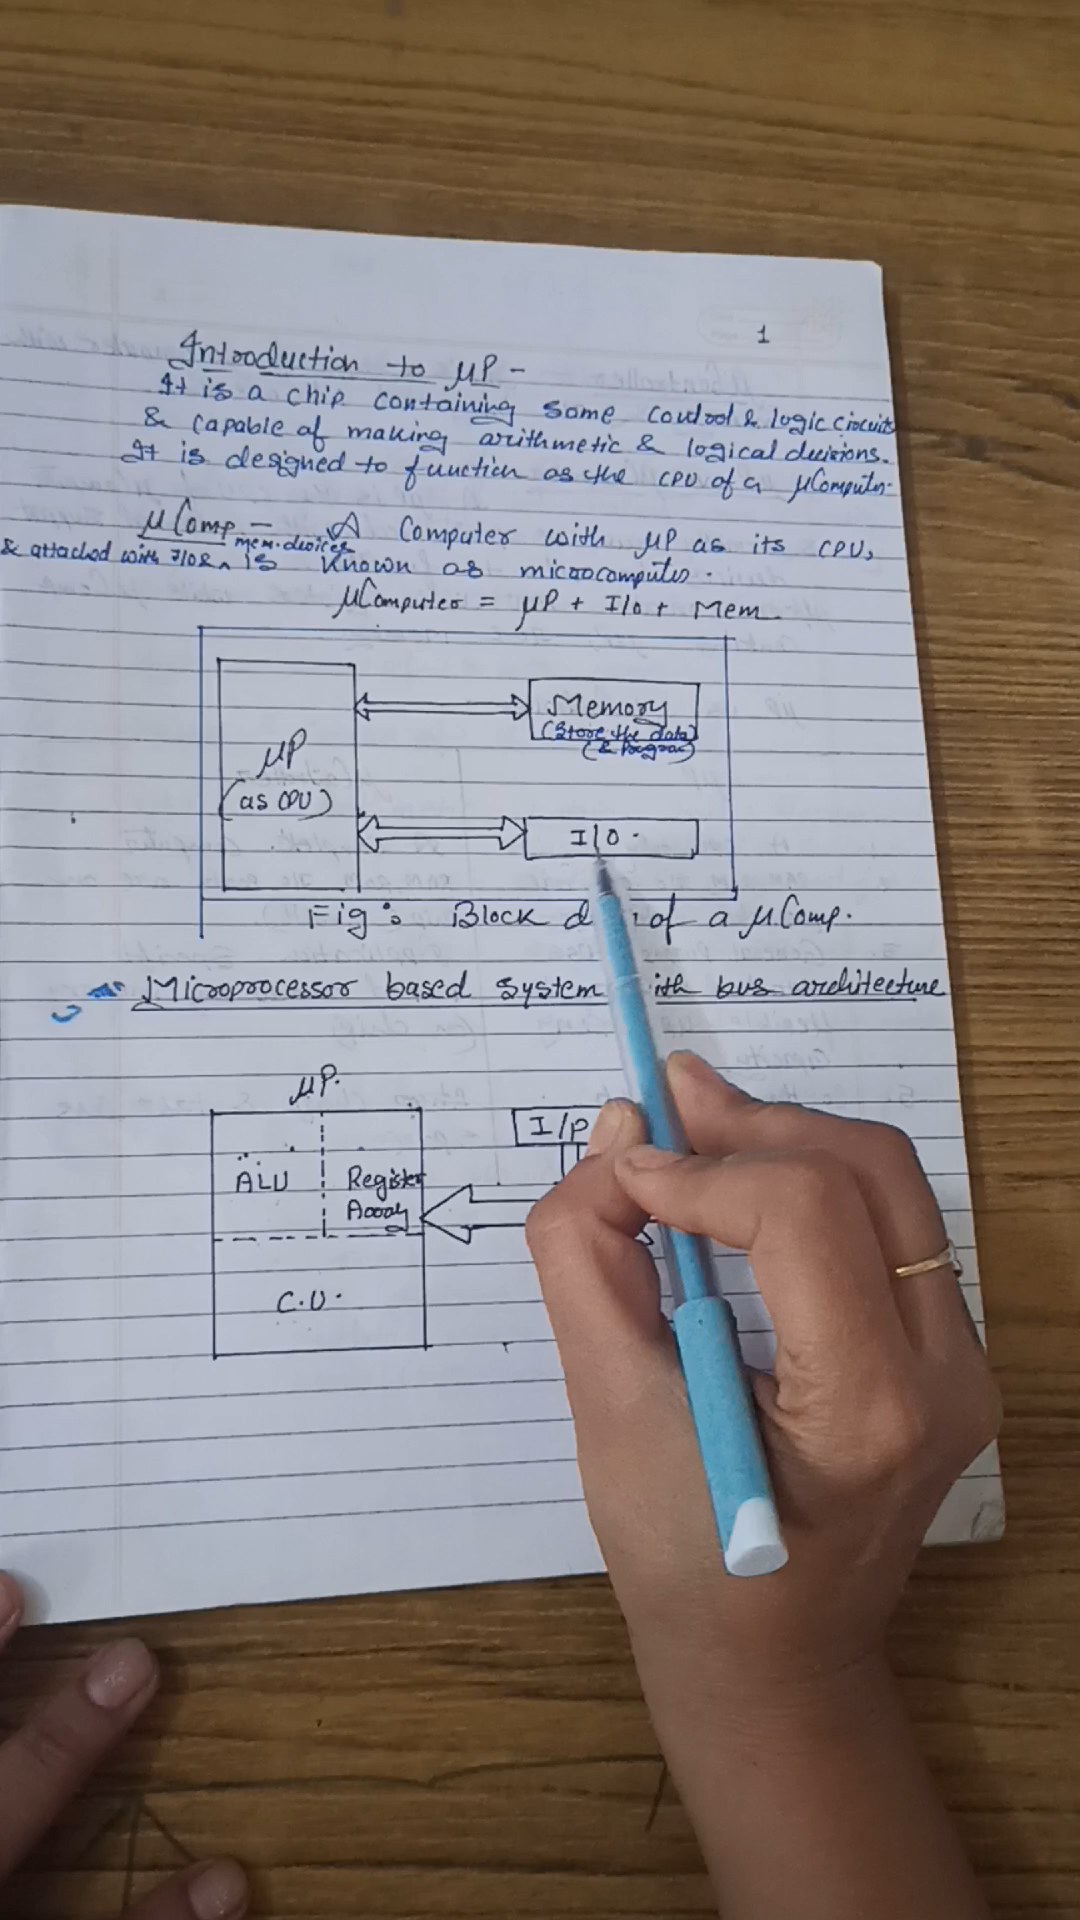 1
Introduction to μP -
It is a chip containing some control & logic circuits
& capable of making arithmetic & logical decisions.
It is designed to function as the CPU of a μComputer.
μComp - A Computer with μP as its CPU,
& attached with I/O & mem. devices is known as microcomputer.
μComputer = μP + I/O + Mem
Memory
(Store the data)
(& Program)
μP
(as CPU)
I/O
Fig : Block of a μComp.
Microprocessor based system ith bus architecture
μP.
I/P
ALU
Register
Array
C.U.